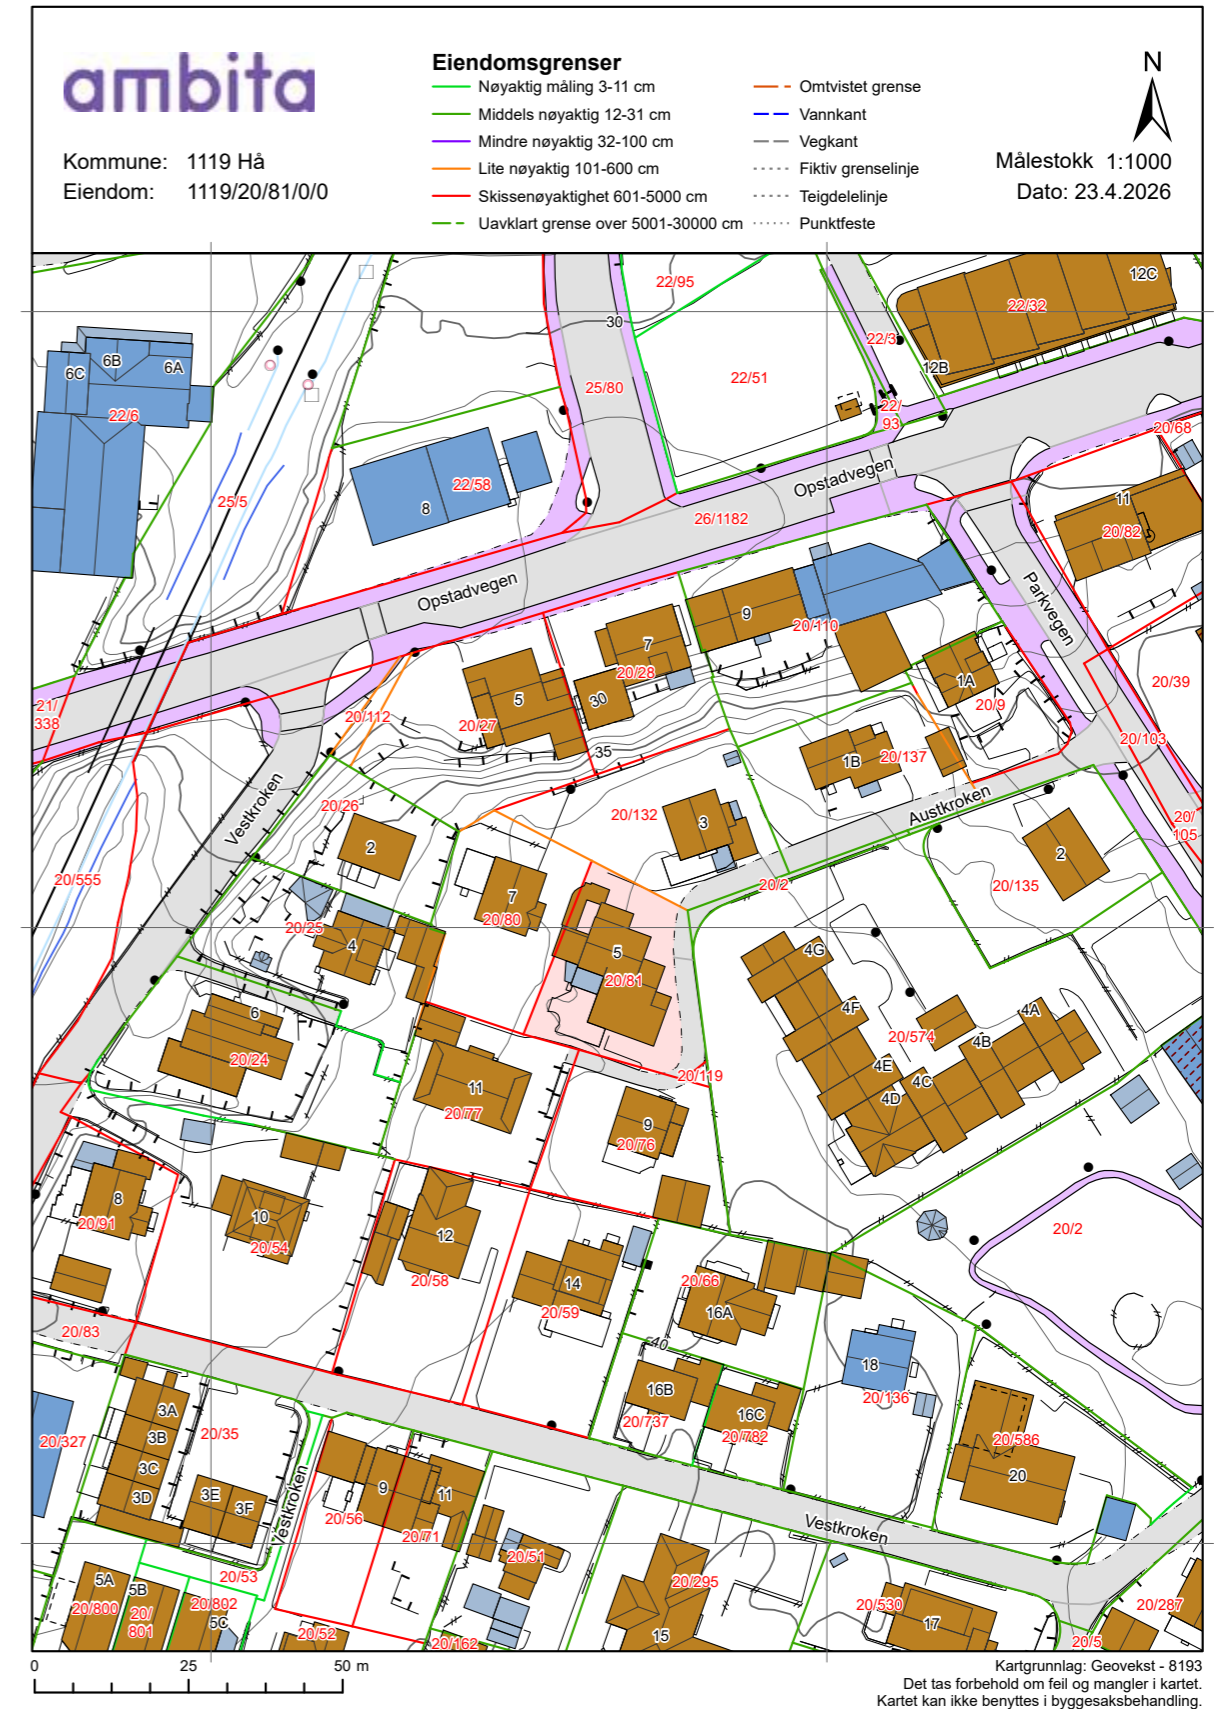 ambita
Kommune: 1119 Hå
Eiendom: 1119/20/81/0/0
Eiendomsgrenser
Nøyaktig måling 3-11 cm
Middels nøyaktig 12-31 cm
Mindre nøyaktig 32-100 cm
Lite nøyaktig 101-600 cm
Skissenøyaktighet 601-5000 cm
Uavklart grense over 5001-30000 cm
Omtvistet grense
Vannkant
Vegkant
Fiktiv grenselinje
Teigdelelinje
Punktfeste
N
Målestokk 1:1000
Dato: 23.4.2026
22/95
12C
22/32
30
22/3
6B
6A
6C
12B
22/51
25/80
22/6
22/
93
20/68
Opstadvegen
22/58
25/5
8
11
26/1182
20/82
Opstadvegen
Parkvegen
9
20/110
7
20/28
1A
20/39
30
5
20/9
21/
338
20/112
20/27
20/103
35
1B
20/137
Vestkroken
20/26
20/132
3
Austkroken
20/
105
2
2
20/555
20/2
20/135
7
20/80
20/25
4
5
4G
20/81
6
4F
4A
20/574
4B
20/24
4E
4C
4D
20/119
11
20/77
9
20/76
8
20/91
10
20/54
12
20/58
20/2
14
20/59
20/66
16A
20/83
40
18
16B
20/136
3A
20/737
16C
20/782
20/35
3B
20/327
20/586
3C
3D
3E
3F
9
11
20
Vestkroken
20/56
20/71
Vestkroken
20/51
20/53
20/295
5A
5B
20/800
20/
801
20/802
5C
20/530
17
20/287
20/52
20/162
15
20/5
0 25 50 m
Kartgrunnlag: Geovekst - 8193
Det tas forbehold om feil og mangler i kartet.
Kartet kan ikke benyttes i byggesaksbehandling.